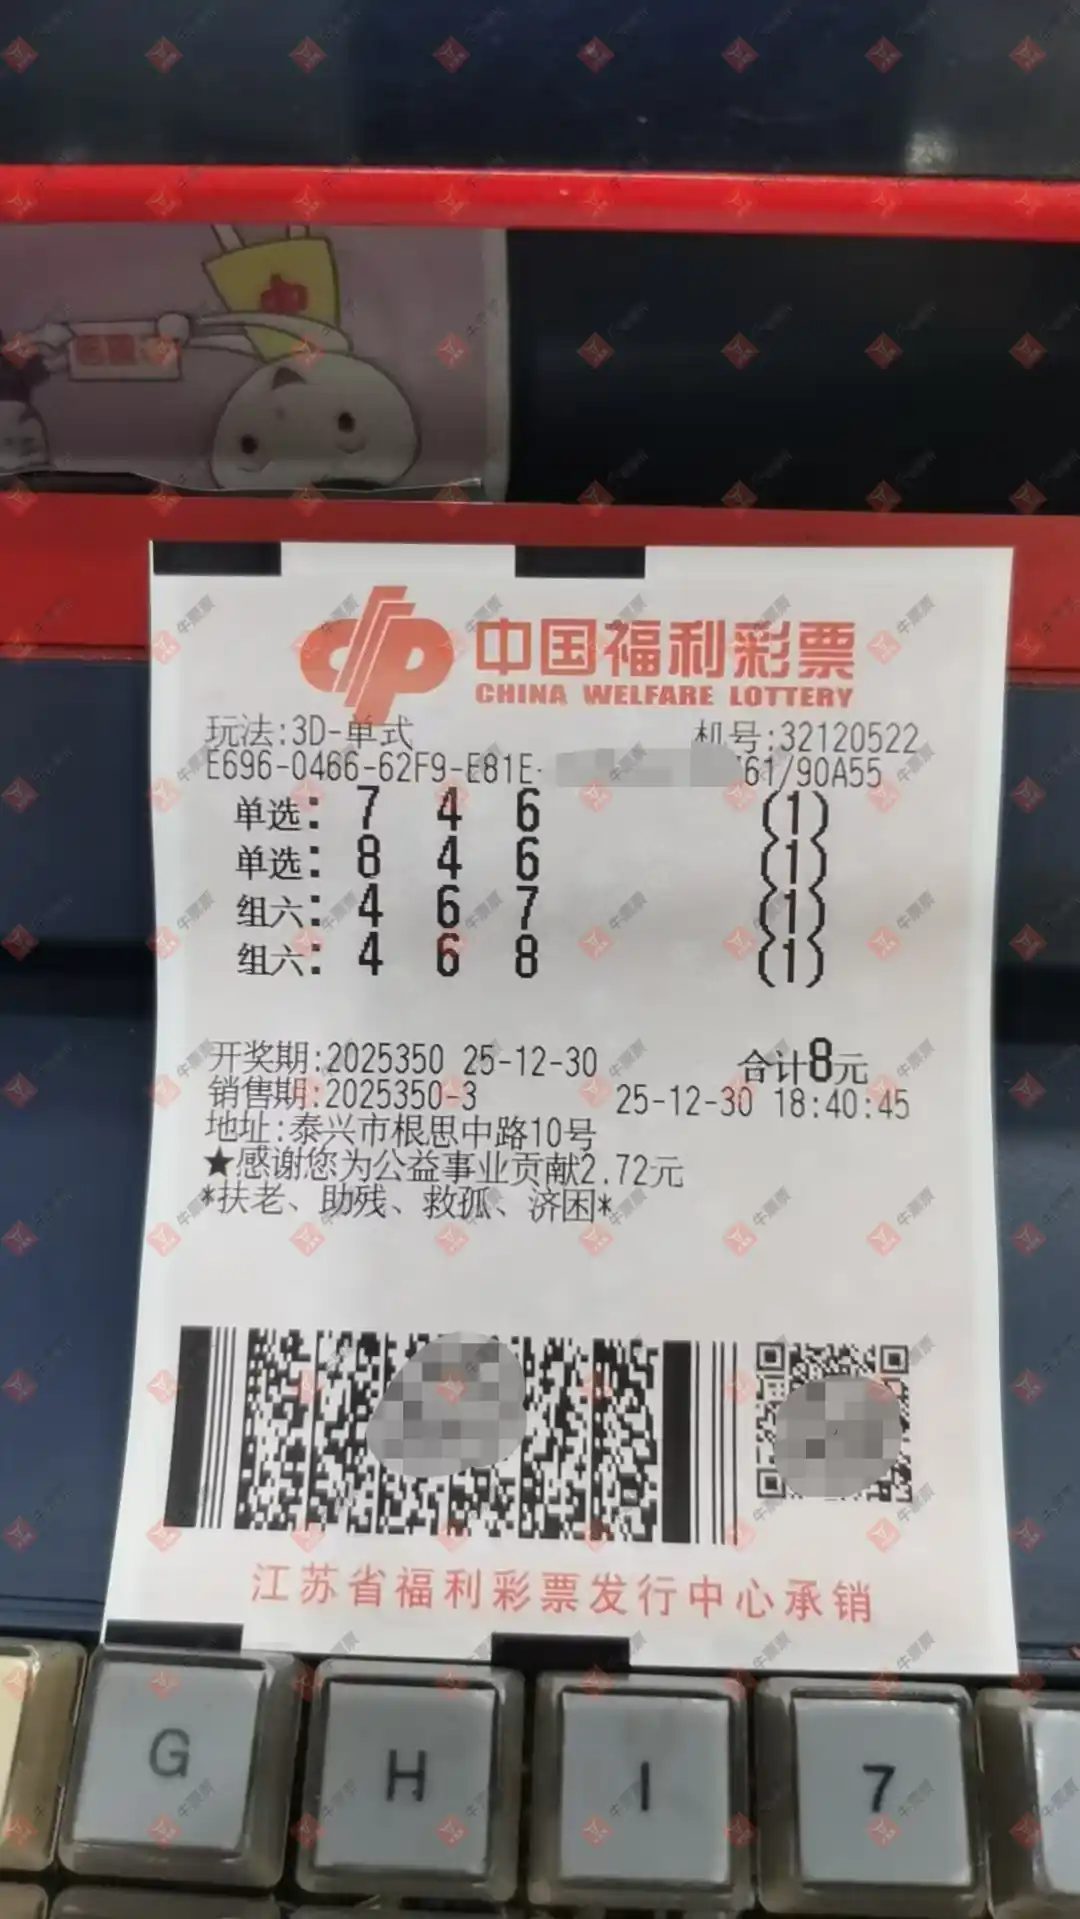 中
中国福利彩票
CHINA WELFARE LOTTERY
玩法:3D-单式 机号:32120522
E696-0466-62F9-E81E- 61/90A55
单选: 7 4 6 (1)
单选: 8 4 6 (1)
组六: 4 6 7 (1)
组六: 4 6 8 (1)
开奖期:2025350 25-12-30 合计8元
销售期:2025350-3 25-12-30 18:40:45
地址:泰兴市根思中路10号
★感谢您为公益事业贡献2.72元
*扶老、助残、救孤、济困*
江苏省福利彩票发行中心承销
G H I 7
牛票票